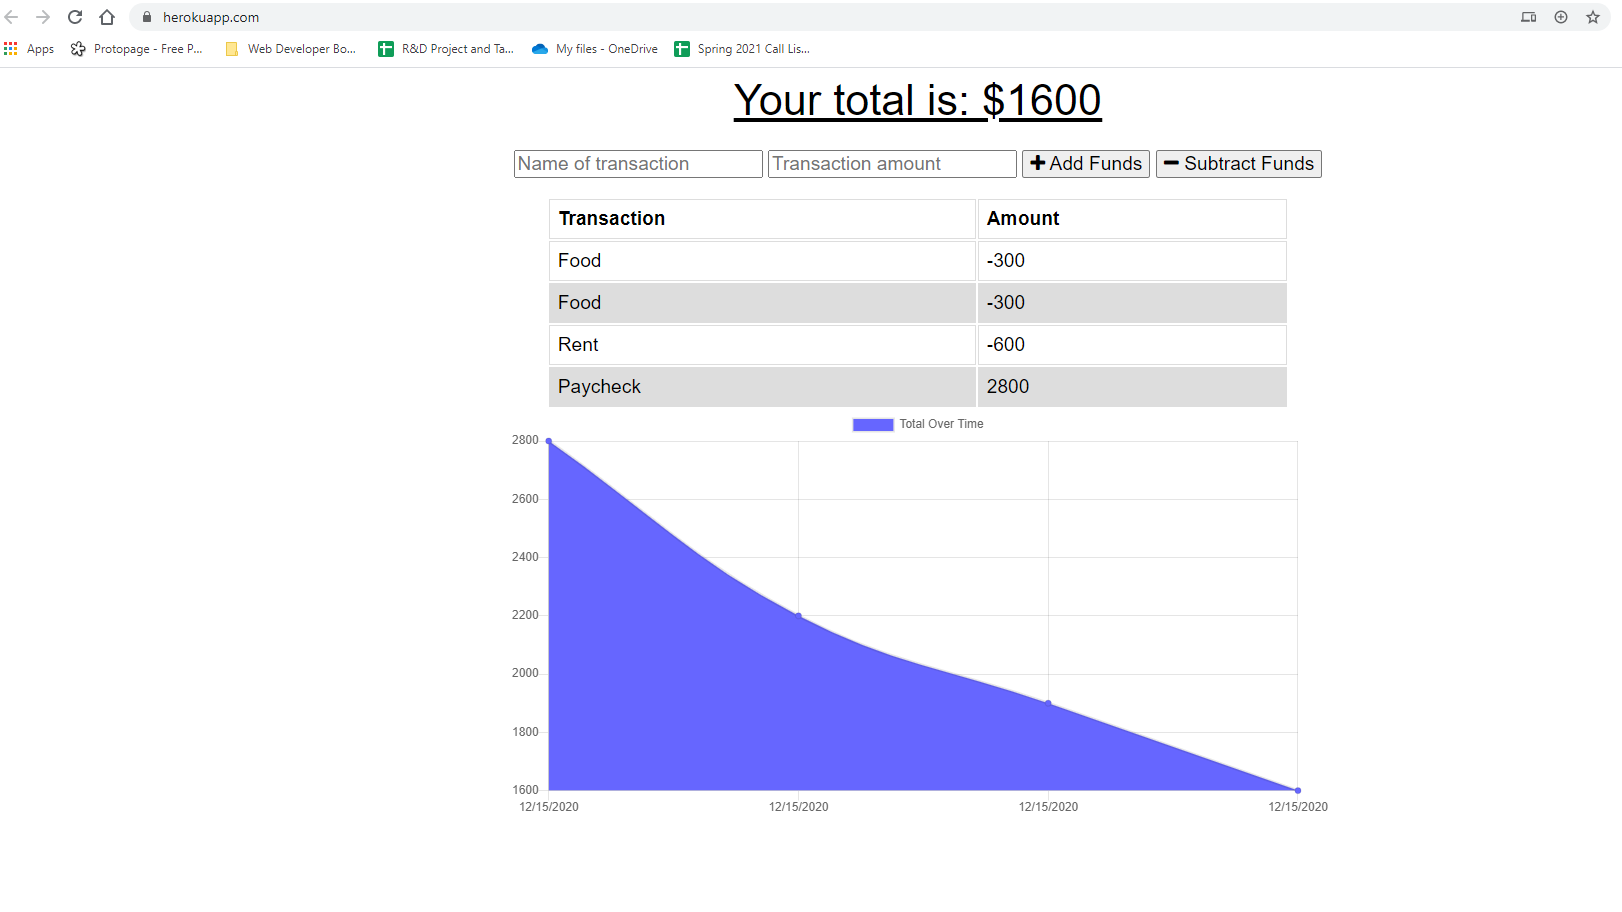 herokuapp.com
Apps Protopage - Free P... Web Developer Bo... R&D Project and Ta... My files - OneDrive Spring 2021 Call Lis...
Your total is: $1600
Name of transaction Transaction amount Add Funds Subtract Funds
Transaction Amount
Food -300
Food -300
Rent -600
Paycheck 2800
Total Over Time
2800
2600
2400
2200
2000
1800
1600
12/15/2020 12/15/2020 12/15/2020 12/15/2020